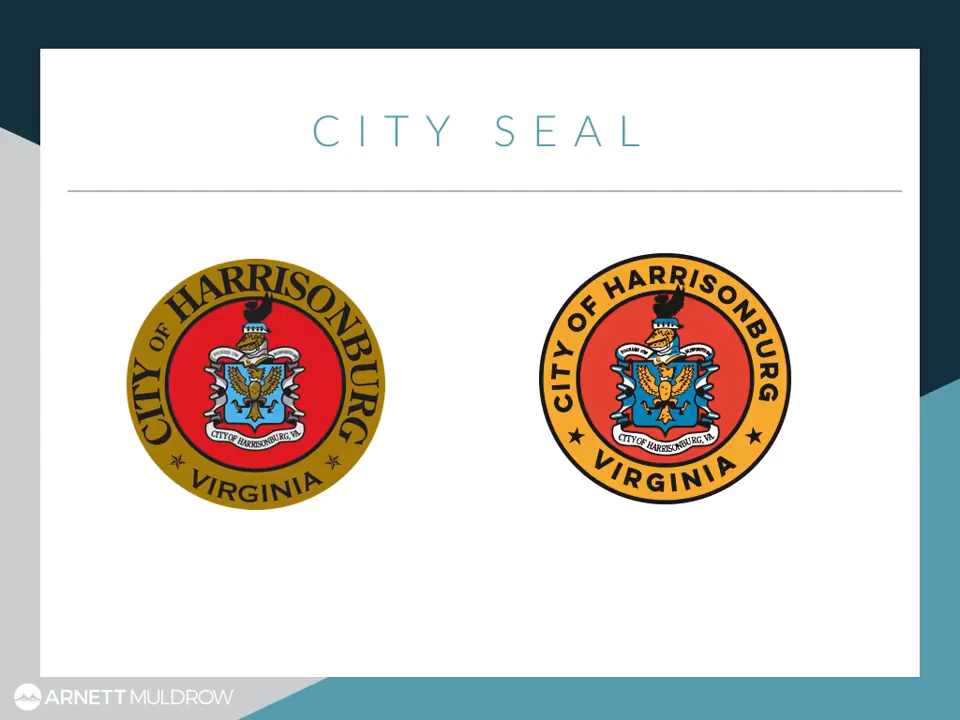 CITY SEAL
CITY OF HARRISONBURG
CITY OF HARRISONBURG, VA.
VIRGINIA
CITY OF HARRISONBURG
CITY OF HARRISONBURG, VA.
VIRGINIA
ARNETT MULDROW